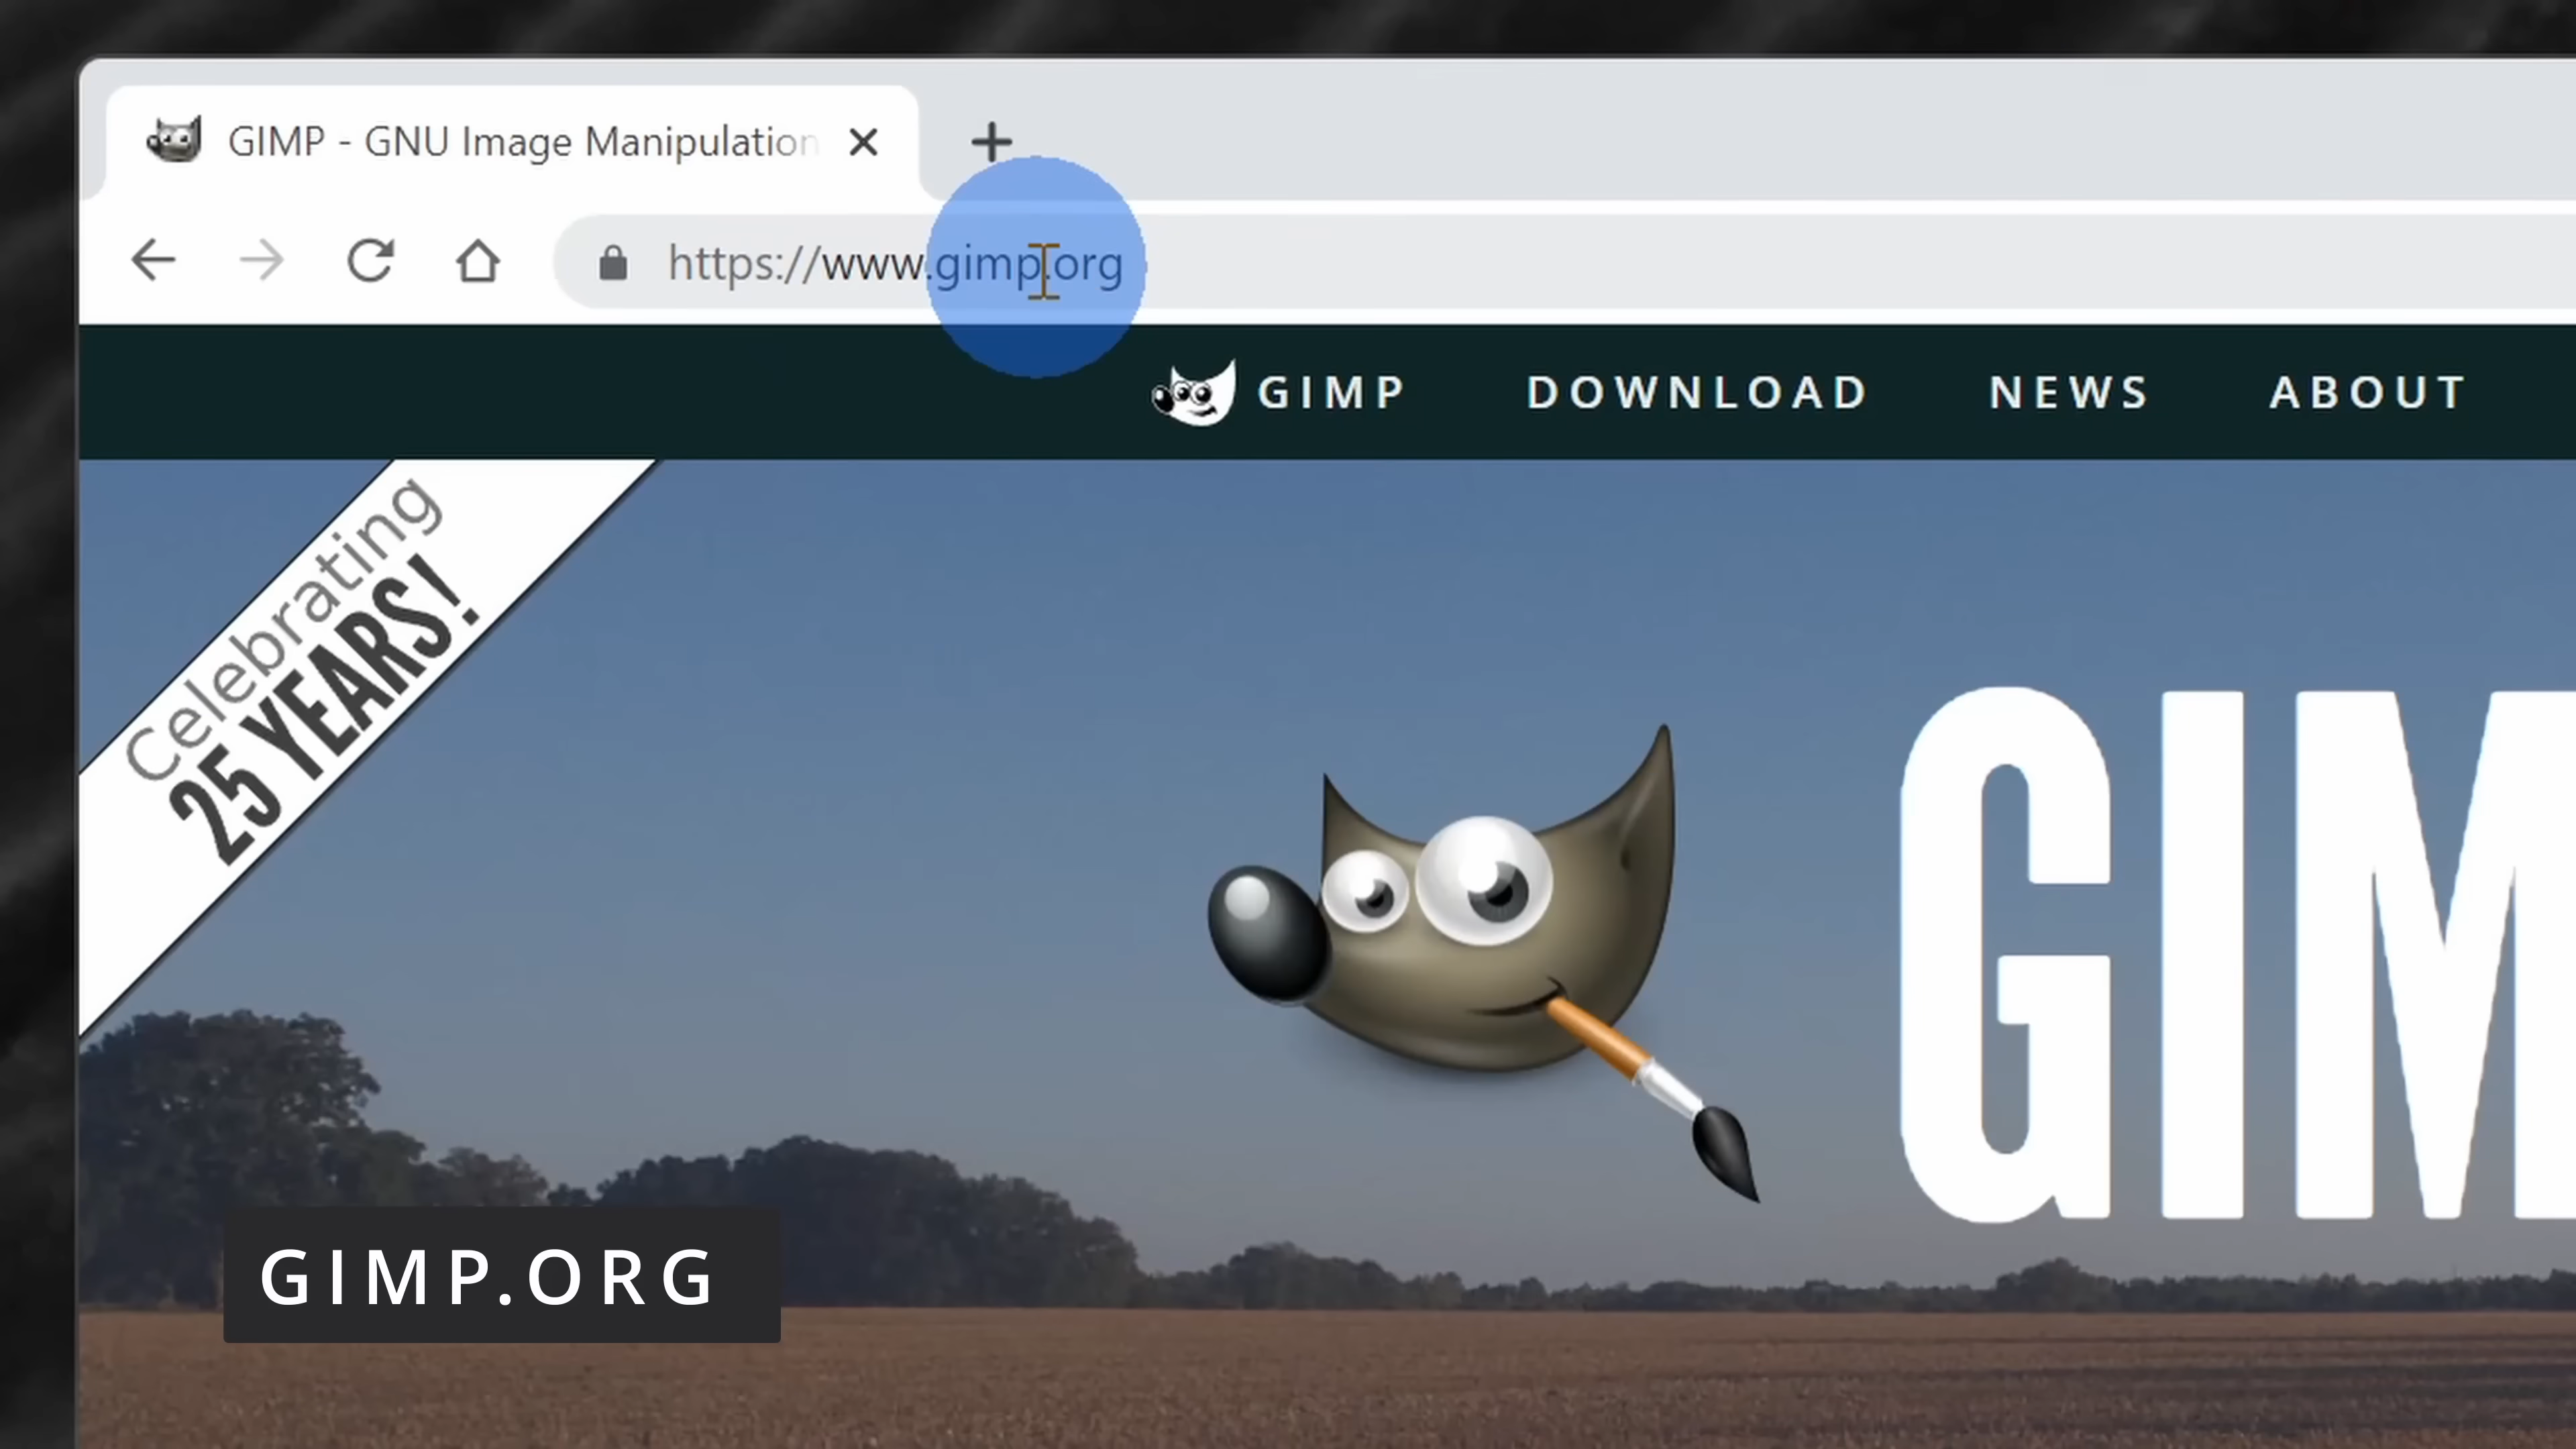 GIMP - GNU Image Manipulation
https://www.gimp.org
GIMP DOWNLOAD NEWS ABOUT
Celebrating
25 YEARS!
GIM
GIMP.ORG